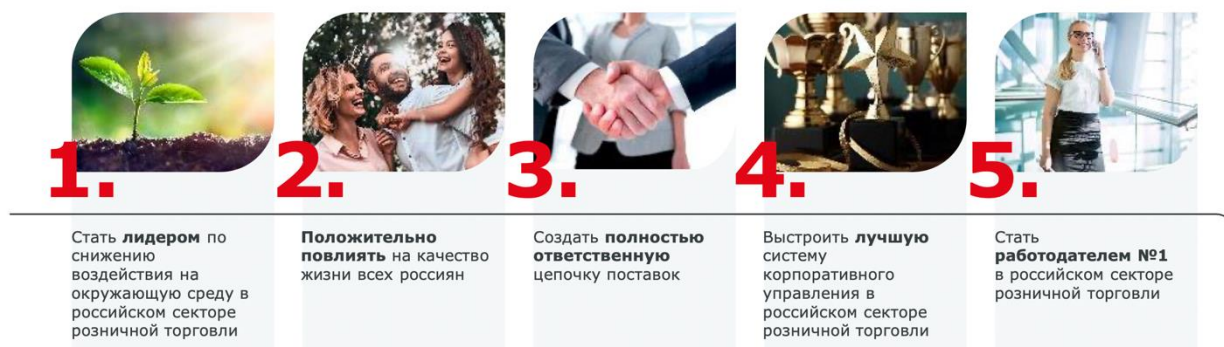 1.
Стать лидером по
снижению
воздействия на
окружающую среду в
российском секторе
розничной торговли
2.
Положительно
повлиять на качество
жизни всех россиян
3.
Создать полностью
ответственную
цепочку поставок
4.
Выстроить лучшую
систему
корпоративного
управления в
российском секторе
розничной торговли
5.
Стать
работодателем №1
в российском секторе
розничной торговли